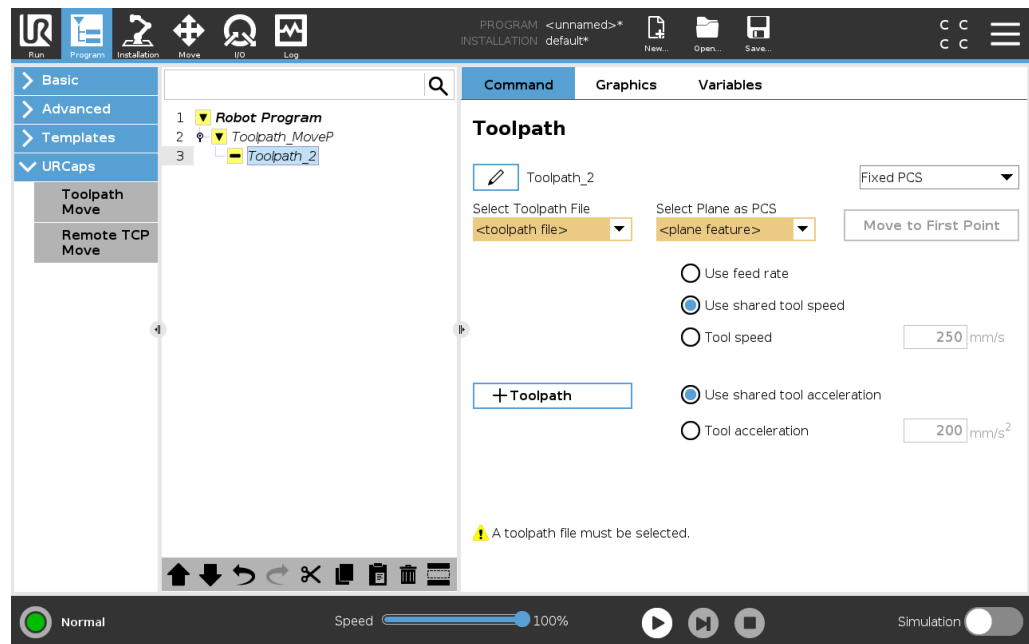 UR
PROGRAM <unnamed>*
INSTALLATION default*
Run Program Installation Move I/O Log New... Open... Save...
C C
C C
Basic
Advanced
Templates
URCaps
Toolpath
Move
Remote TCP
Move
1 Robot Program
2 Toolpath_MoveP
3 Toolpath_2
Command Graphics Variables
Toolpath
Toolpath_2 Fixed PCS
Select Toolpath File Select Plane as PCS
<toolpath file> <plane feature> Move to First Point
Use feed rate
Use shared tool speed
Tool speed 250 mm/s
+Toolpath Use shared tool acceleration
Tool acceleration 200 mm/s²
A toolpath file must be selected.
Normal Speed 100% Simulation